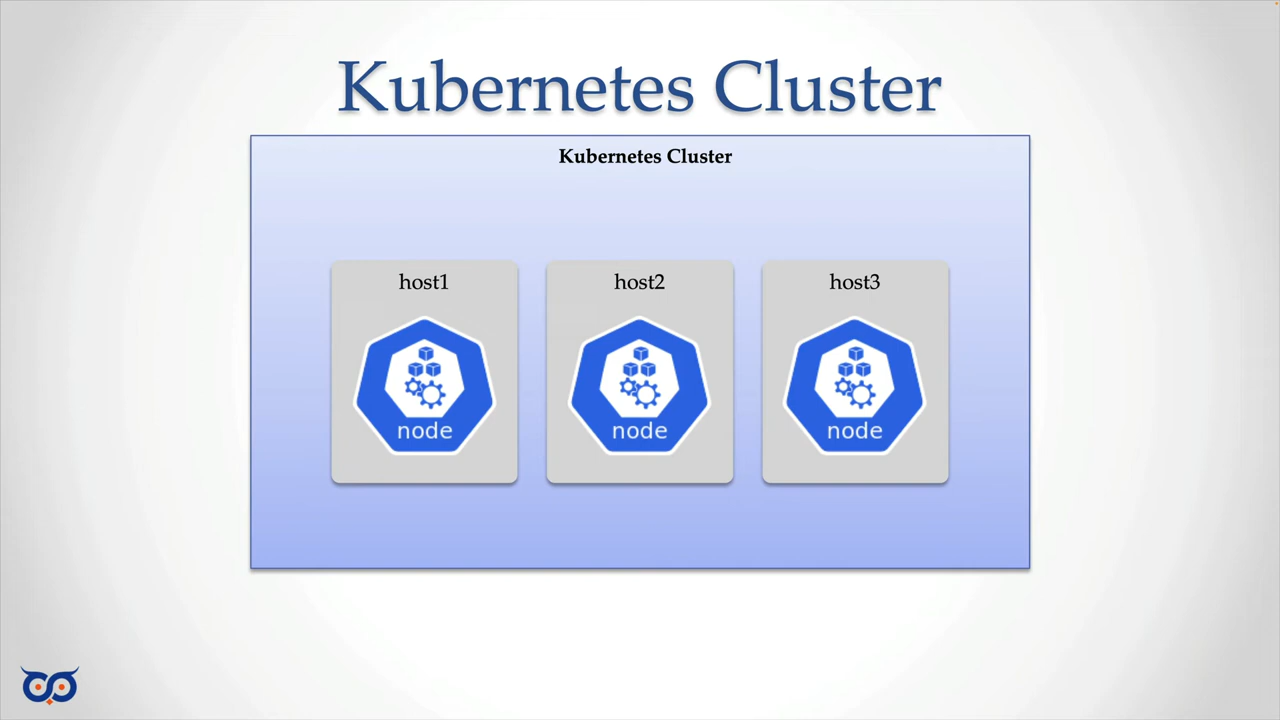 Kubernetes Cluster
Kubernetes Cluster
host1
host2
host3
node
node
node